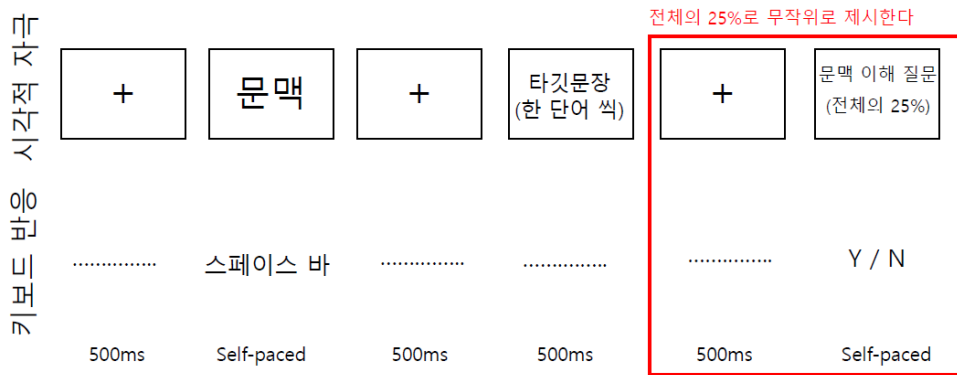 전체의 25%로 무작위로 제시한다
시각적 자극
+
문맥
+
타깃문장
(한 단어 씩)
+
문맥 이해 질문
(전체의 25%)
키보드 반응
...............
스페이스 바
...............
...............
...............
Y / N
500ms
Self-paced
500ms
500ms
500ms
Self-paced